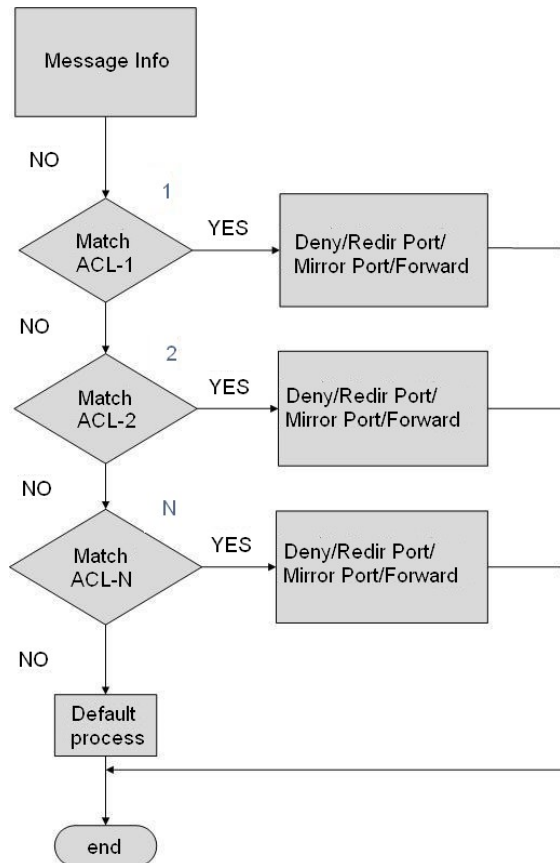 Message Info
NO
1
Match
ACL-1
YES
Deny/Redir Port/
Mirror Port/Forward
NO
2
Match
ACL-2
YES
Deny/Redir Port/
Mirror Port/Forward
NO
N
Match
ACL-N
YES
Deny/Redir Port/
Mirror Port/Forward
NO
Default
process
end